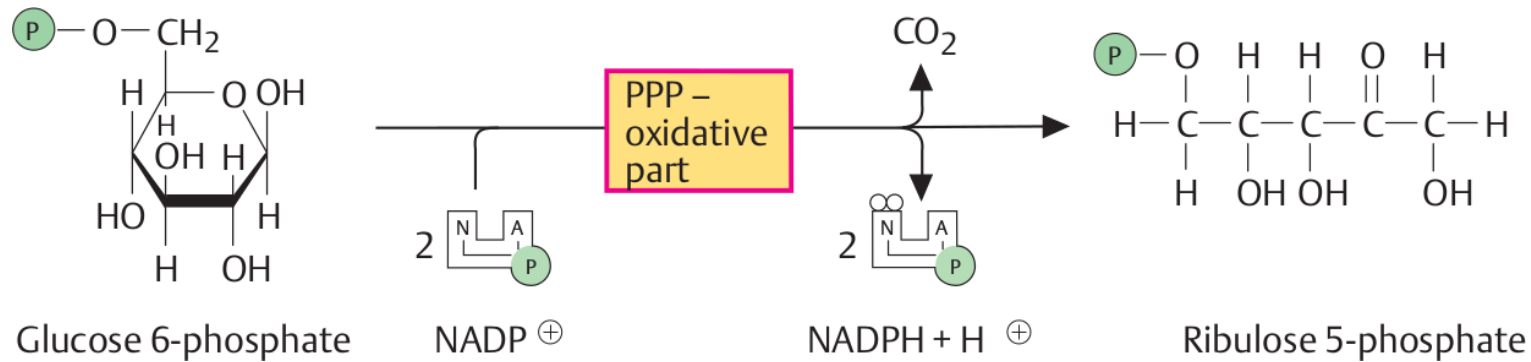 P–O–CH₂
H
O
OH
H
OH
H
HO
H
H
OH
Glucose 6-phosphate
2
N
A
P
NADP ⊕
PPP –
oxidative
part
CO₂
2
N
A
P
NADPH + H ⊕
P–O H H O H
H–C–C–C–C–C–H
H OH OH OH
Ribulose 5-phosphate